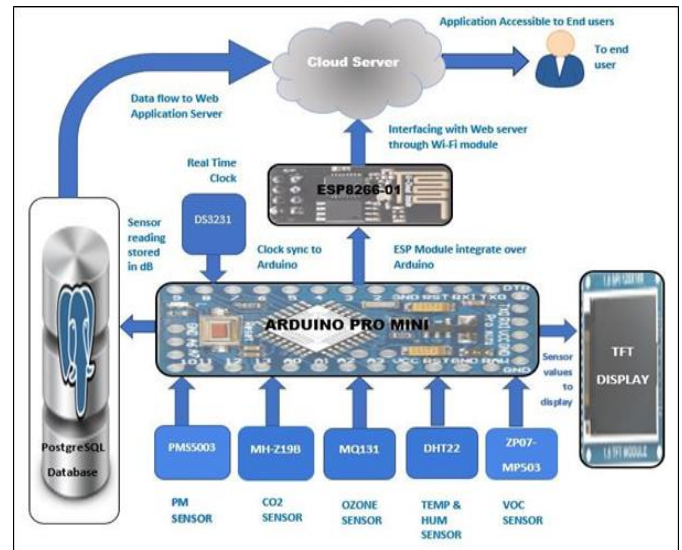 Application Accessible to End users
Cloud Server
To end
user
Data flow to Web
Application Server
Interfacing with Web server
through Wi-Fi module
Real Time
Clock
ESP8266-01
DS3231
Sensor
reading
stored
in dB
Clock sync to
Arduino
ESP Module integrate over
Arduino
ARDUINO PRO MINI
TFT
DISPLAY
Sensor
values
to
display
PostgreSQL
Database
PMS5003
MH-Z19B
MQ131
DHT22
ZP07-
MP503
PM
SENSOR
CO2
SENSOR
OZONE
SENSOR
TEMP &
HUM
SENSOR
VOC
SENSOR